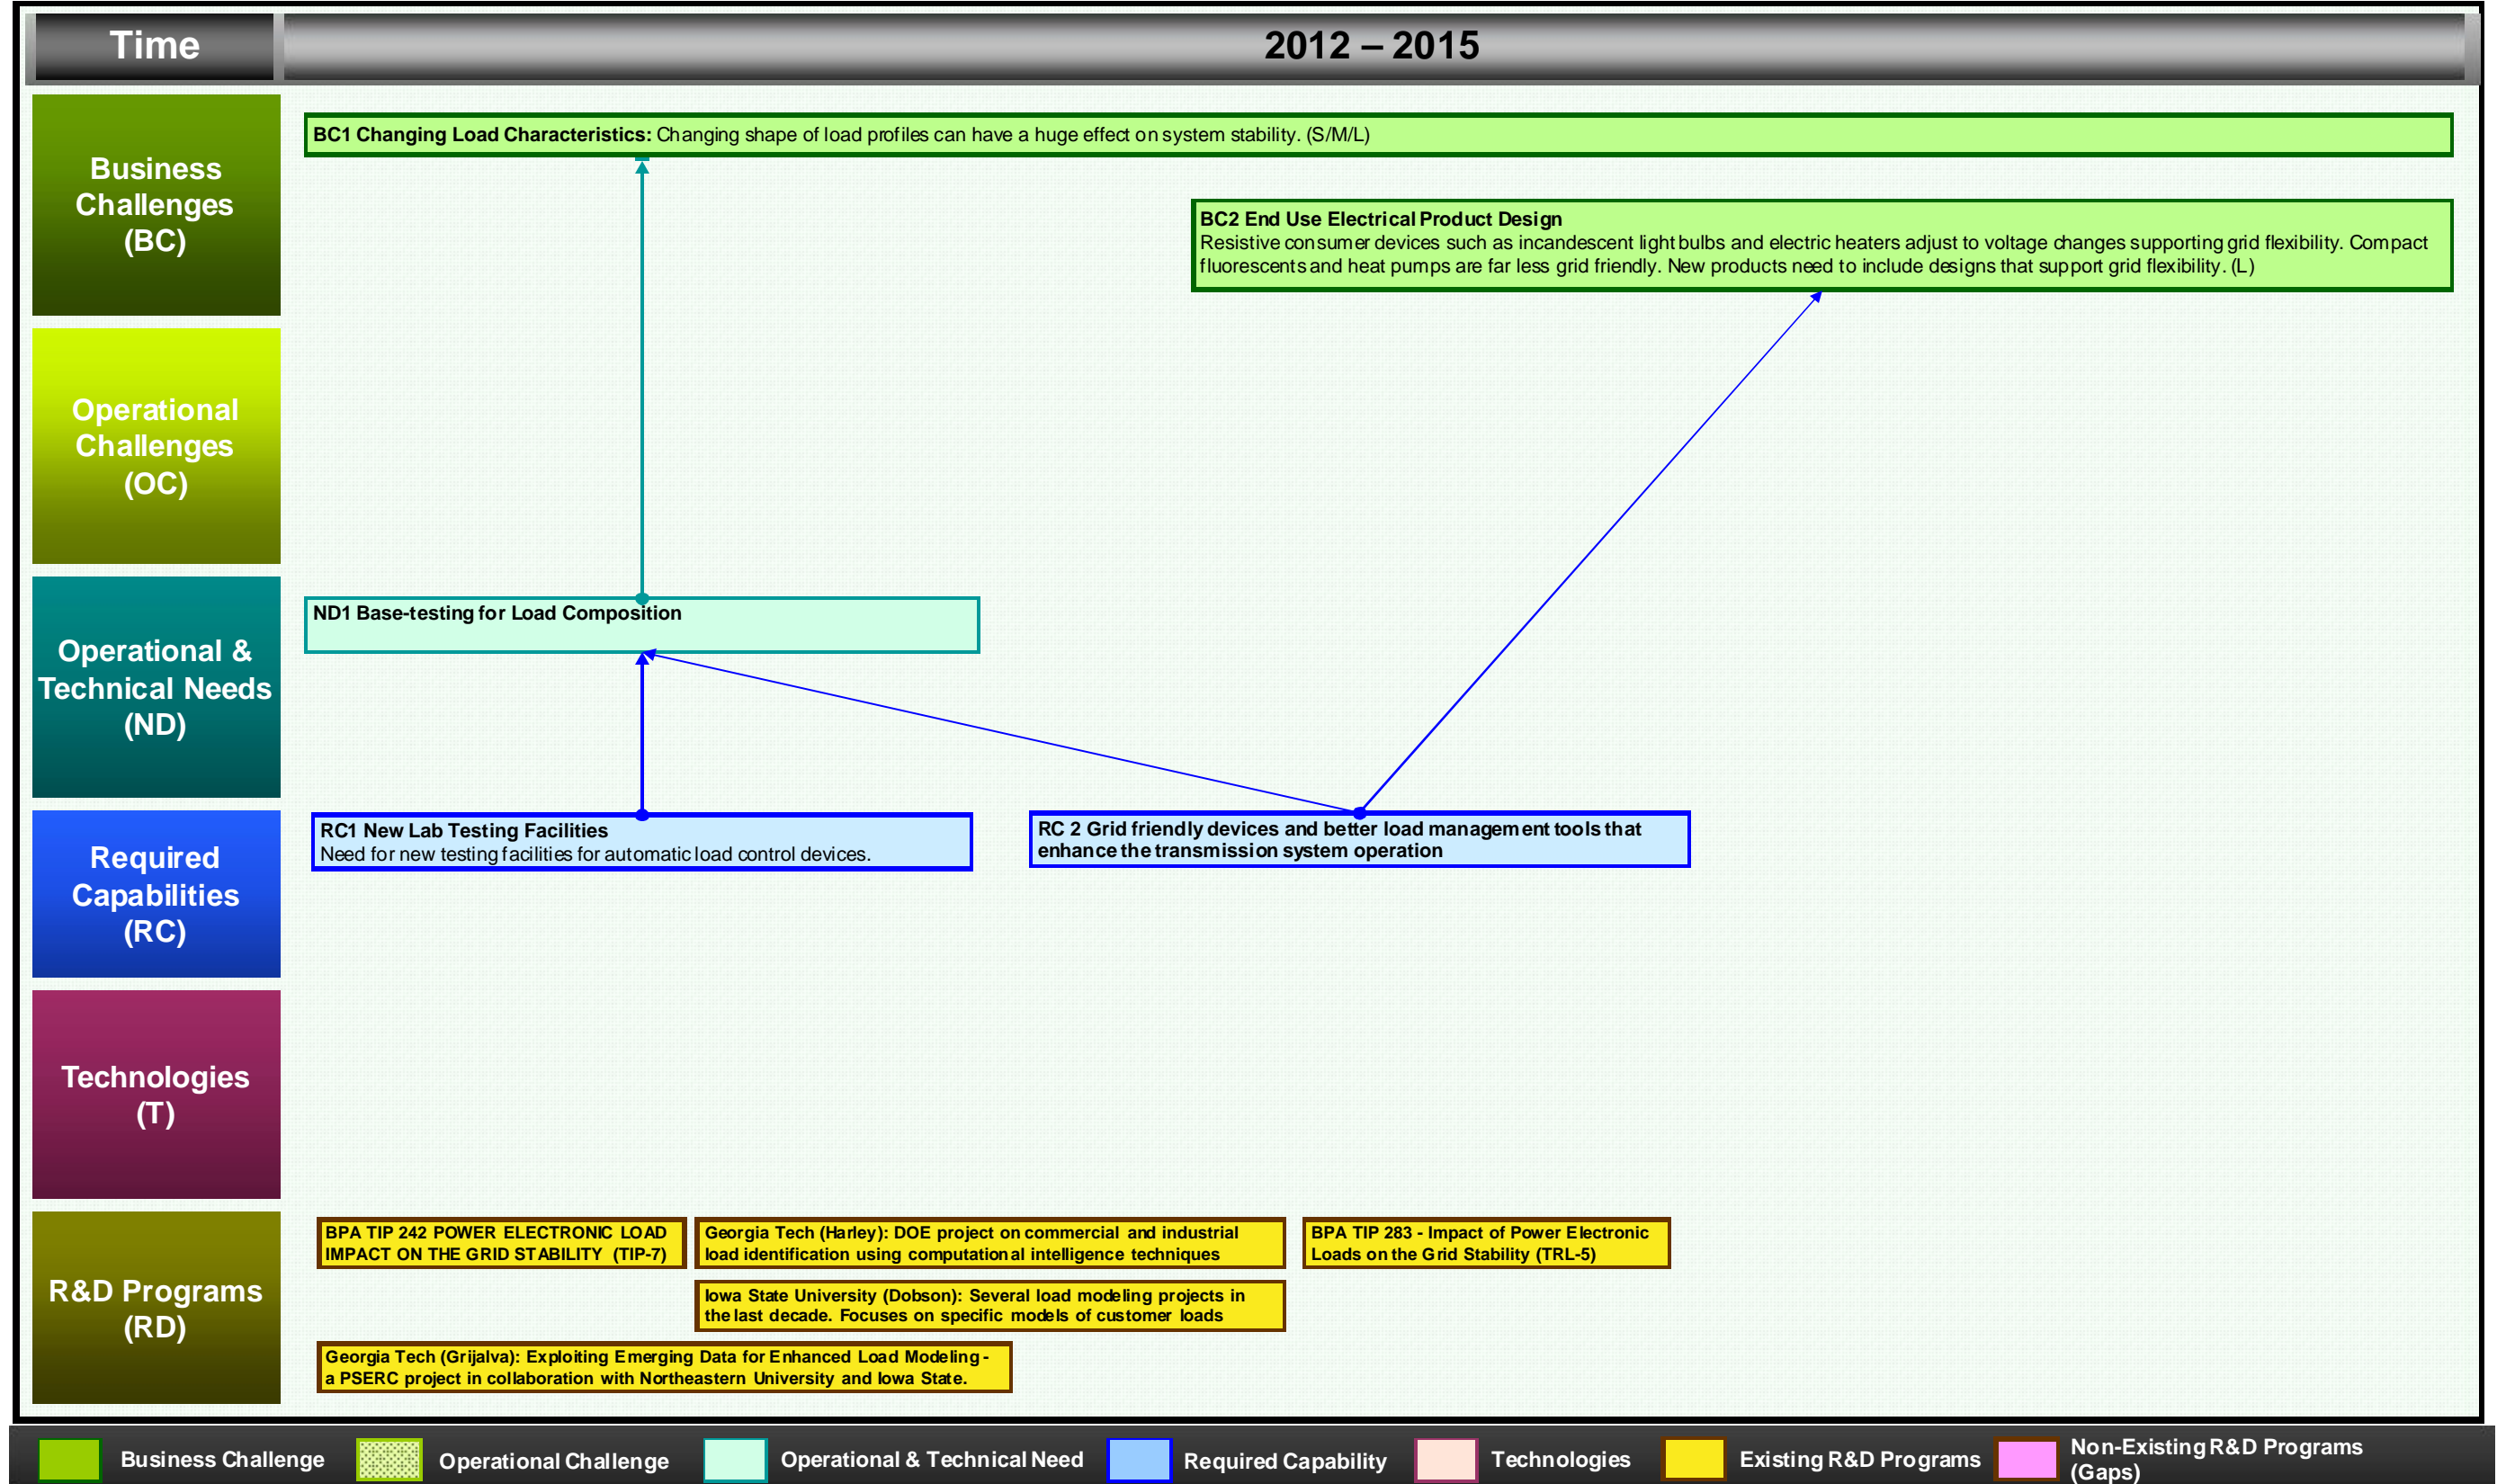 Time
2012 – 2015
Business
Challenges
(BC)
BC1 Changing Load Characteristics: Changing shape of load profiles can have a huge effect on system stability. (S/M/L)
BC2 End Use Electrical Product Design
Resistive consumer devices such as incandescent light bulbs and electric heaters adjust to voltage changes supporting grid flexibility. Compact
fluorescents and heat pumps are far less grid friendly. New products need to include designs that support grid flexibility. (L)
Operational
Challenges
(OC)
Operational &
Technical Needs
(ND)
ND1 Base-testing for Load Composition
Required
Capabilities
(RC)
RC1 New Lab Testing Facilities
Need for new testing facilities for automatic load control devices.
RC 2 Grid friendly devices and better load management tools that
enhance the transmission system operation
Technologies
(T)
R&D Programs
(RD)
BPA TIP 242 POWER ELECTRONIC LOAD
IMPACT ON THE GRID STABILITY (TIP-7)
Georgia Tech (Harley): DOE project on commercial and industrial
load identification using computational intelligence techniques
BPA TIP 283 - Impact of Power Electronic
Loads on the Grid Stability (TRL-5)
Iowa State University (Dobson): Several load modeling projects in
the last decade. Focuses on specific models of customer loads
Georgia Tech (Grijalva): Exploiting Emerging Data for Enhanced Load Modeling -
a PSERC project in collaboration with Northeastern University and Iowa State.
Business Challenge
Operational Challenge
Operational & Technical Need
Required Capability
Technologies
Existing R&D Programs
Non-Existing R&D Programs
(Gaps)